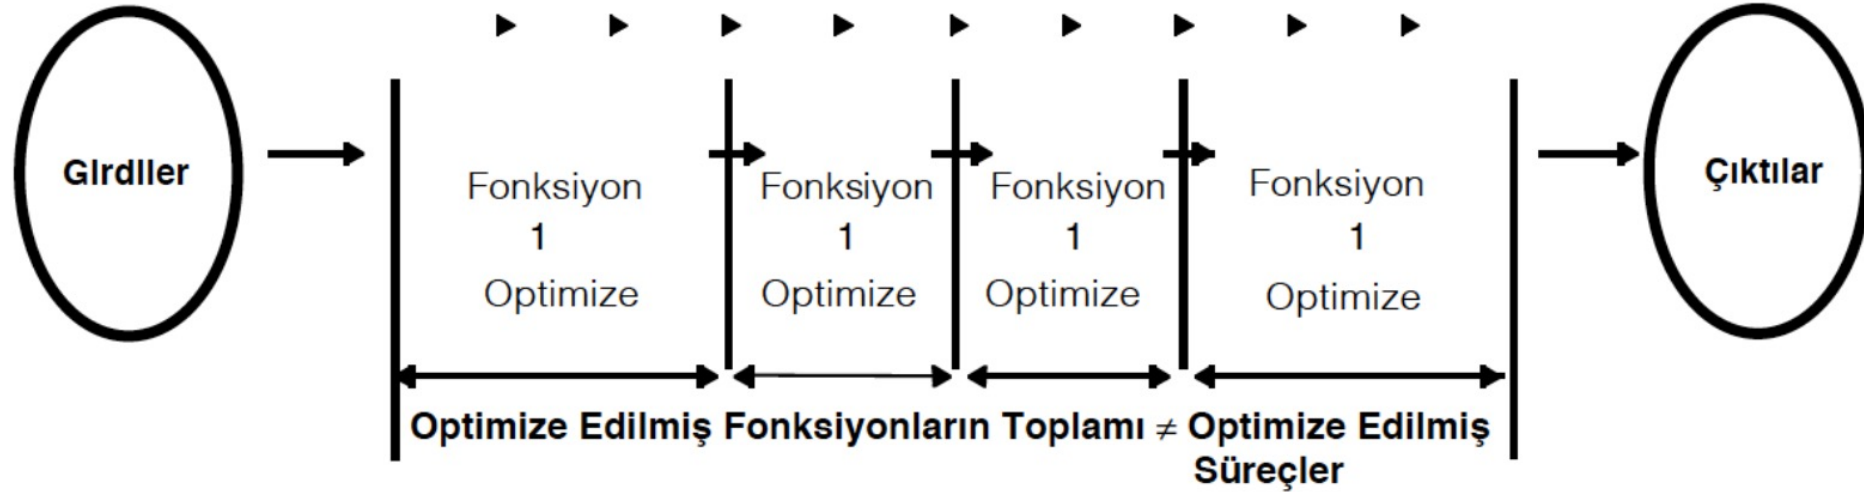 Girdiler
Fonksiyon
1
Optimize
Fonksiyon
1
Optimize
Fonksiyon
1
Optimize
Fonksiyon
1
Optimize
Çıktılar
Optimize Edilmiş Fonksiyonların Toplamı ≠ Optimize Edilmiş
Süreçler